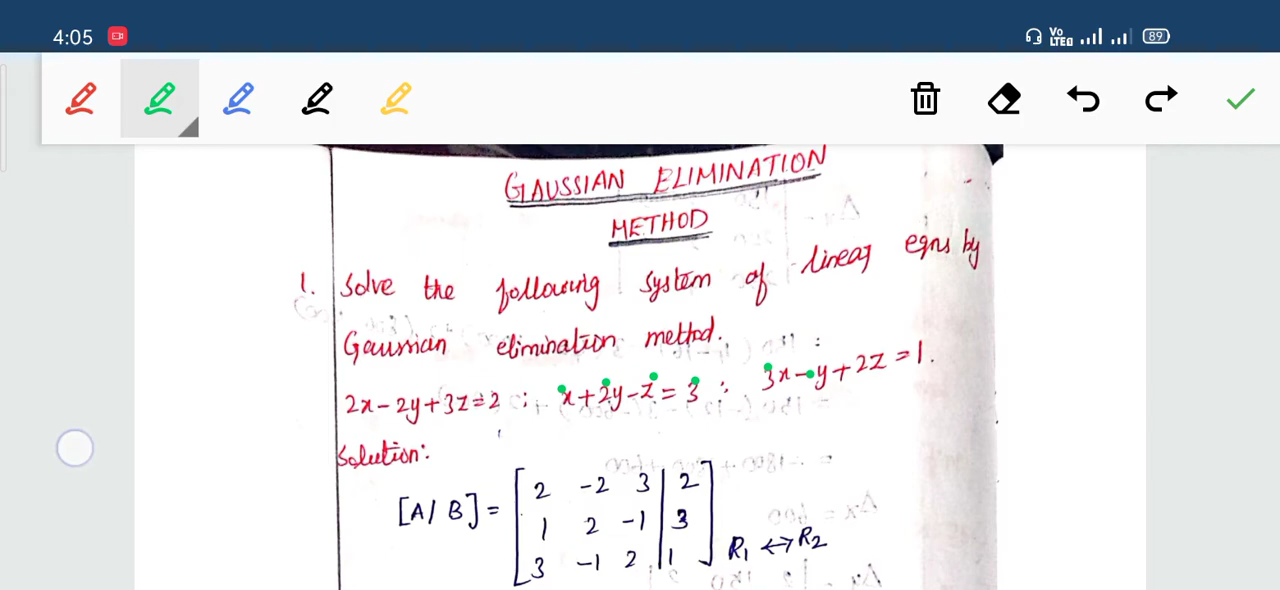 4:05 Vo LTE 89
GAUSSIAN ELIMINATION
METHOD
1. Solve the following system of linear eqns by
Gaussian elimination method.
2x-2y+3z=2 ; x+2y-z=3 ; 3x-y+2z=1.
Solution:
[A/B]= [2 -2 3 | 2
1 2 -1 | 3
3 -1 2 | 1] R₁ ↔ R₂